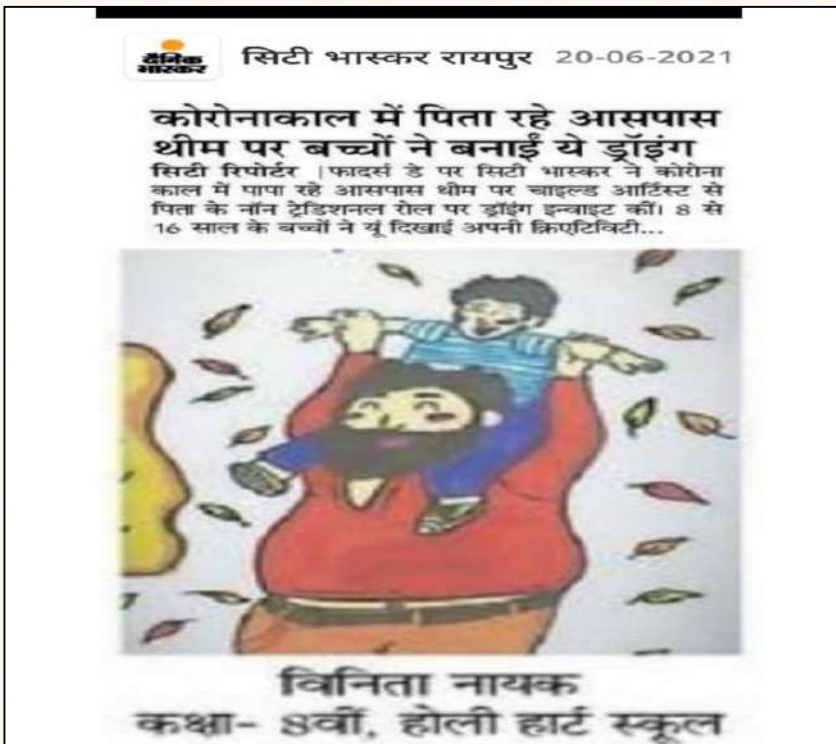 दैनिक
भास्कर
सिटी भास्कर रायपुर 20-06-2021
कोरोनाकाल में पिता रहे आसपास
थीम पर बच्चों ने बनाईं ये ड्रॉइंग
सिटी रिपोर्टर | फादर्स डे पर सिटी भास्कर ने कोरोना
काल में पापा रहे आसपास थीम पर चाइल्ड आर्टिस्ट से
पिता के नॉन ट्रेडिशनल रोल पर ड्रॉइंग इन्वाइट कीं। 8 से
16 साल के बच्चों ने यूं दिखाई अपनी क्रिएटिविटी...
विनिता नायक
कक्षा- 8वीं, होली हार्ट स्कूल